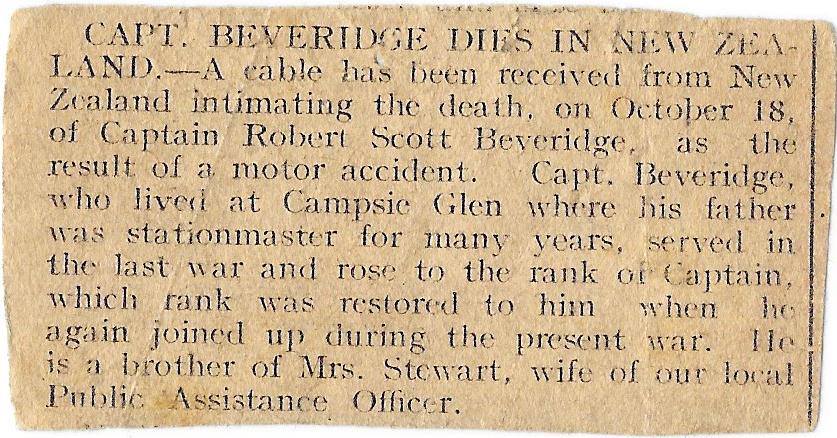 CAPT. BEVERIDGE DIES IN NEW ZEA-
LAND.—A cable has been received from New
Zealand intimating the death, on October 18,
of Captain Robert Scott Beveridge, as the
result of a motor accident. Capt. Beveridge,
who lived at Campsie Glen where his father
was stationmaster for many years, served in
the last war and rose to the rank of Captain,
which rank was restored to him when he
again joined up during the present war. He
is a brother of Mrs. Stewart, wife of our local
Public Assistance Officer.